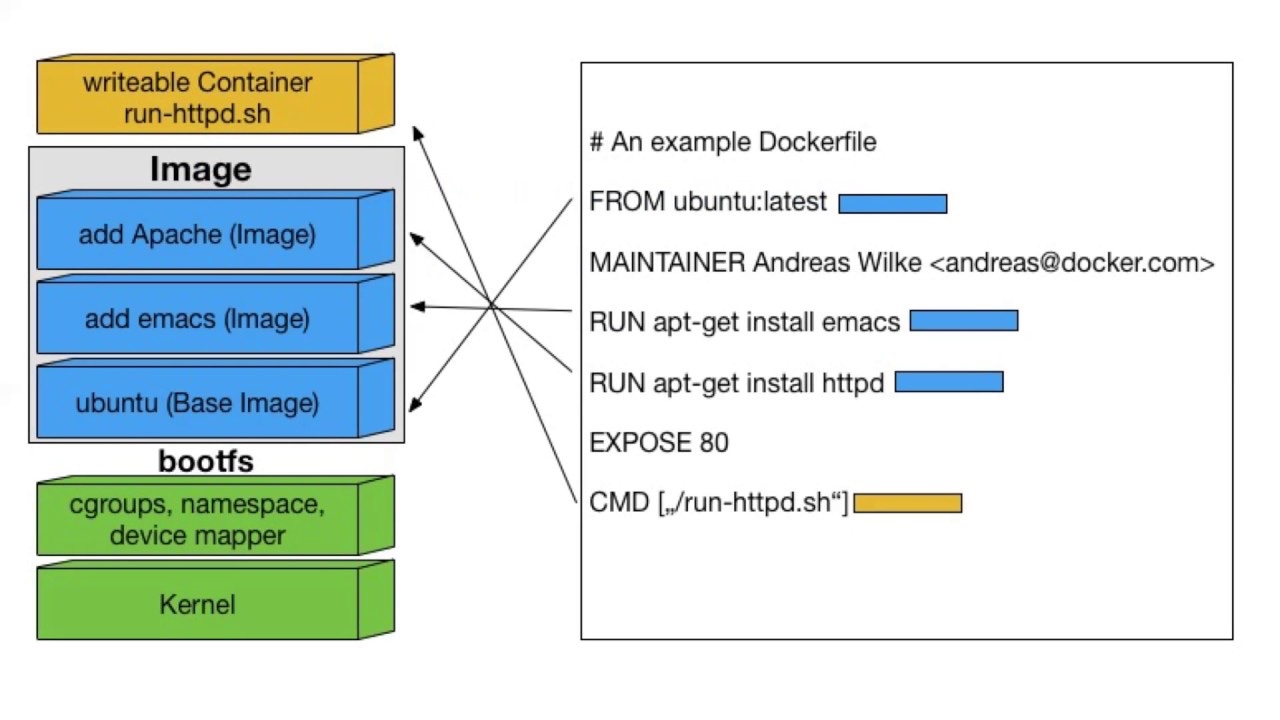 writeable Container
run-httpd.sh
Image
add Apache (Image)
add emacs (Image)
ubuntu (Base Image)
bootfs
cgroups, namespace,
device mapper
Kernel
# An example Dockerfile
FROM ubuntu:latest
MAINTAINER Andreas Wilke <andreas@docker.com>
RUN apt-get install emacs
RUN apt-get install httpd
EXPOSE 80
CMD [„/run-httpd.sh“]